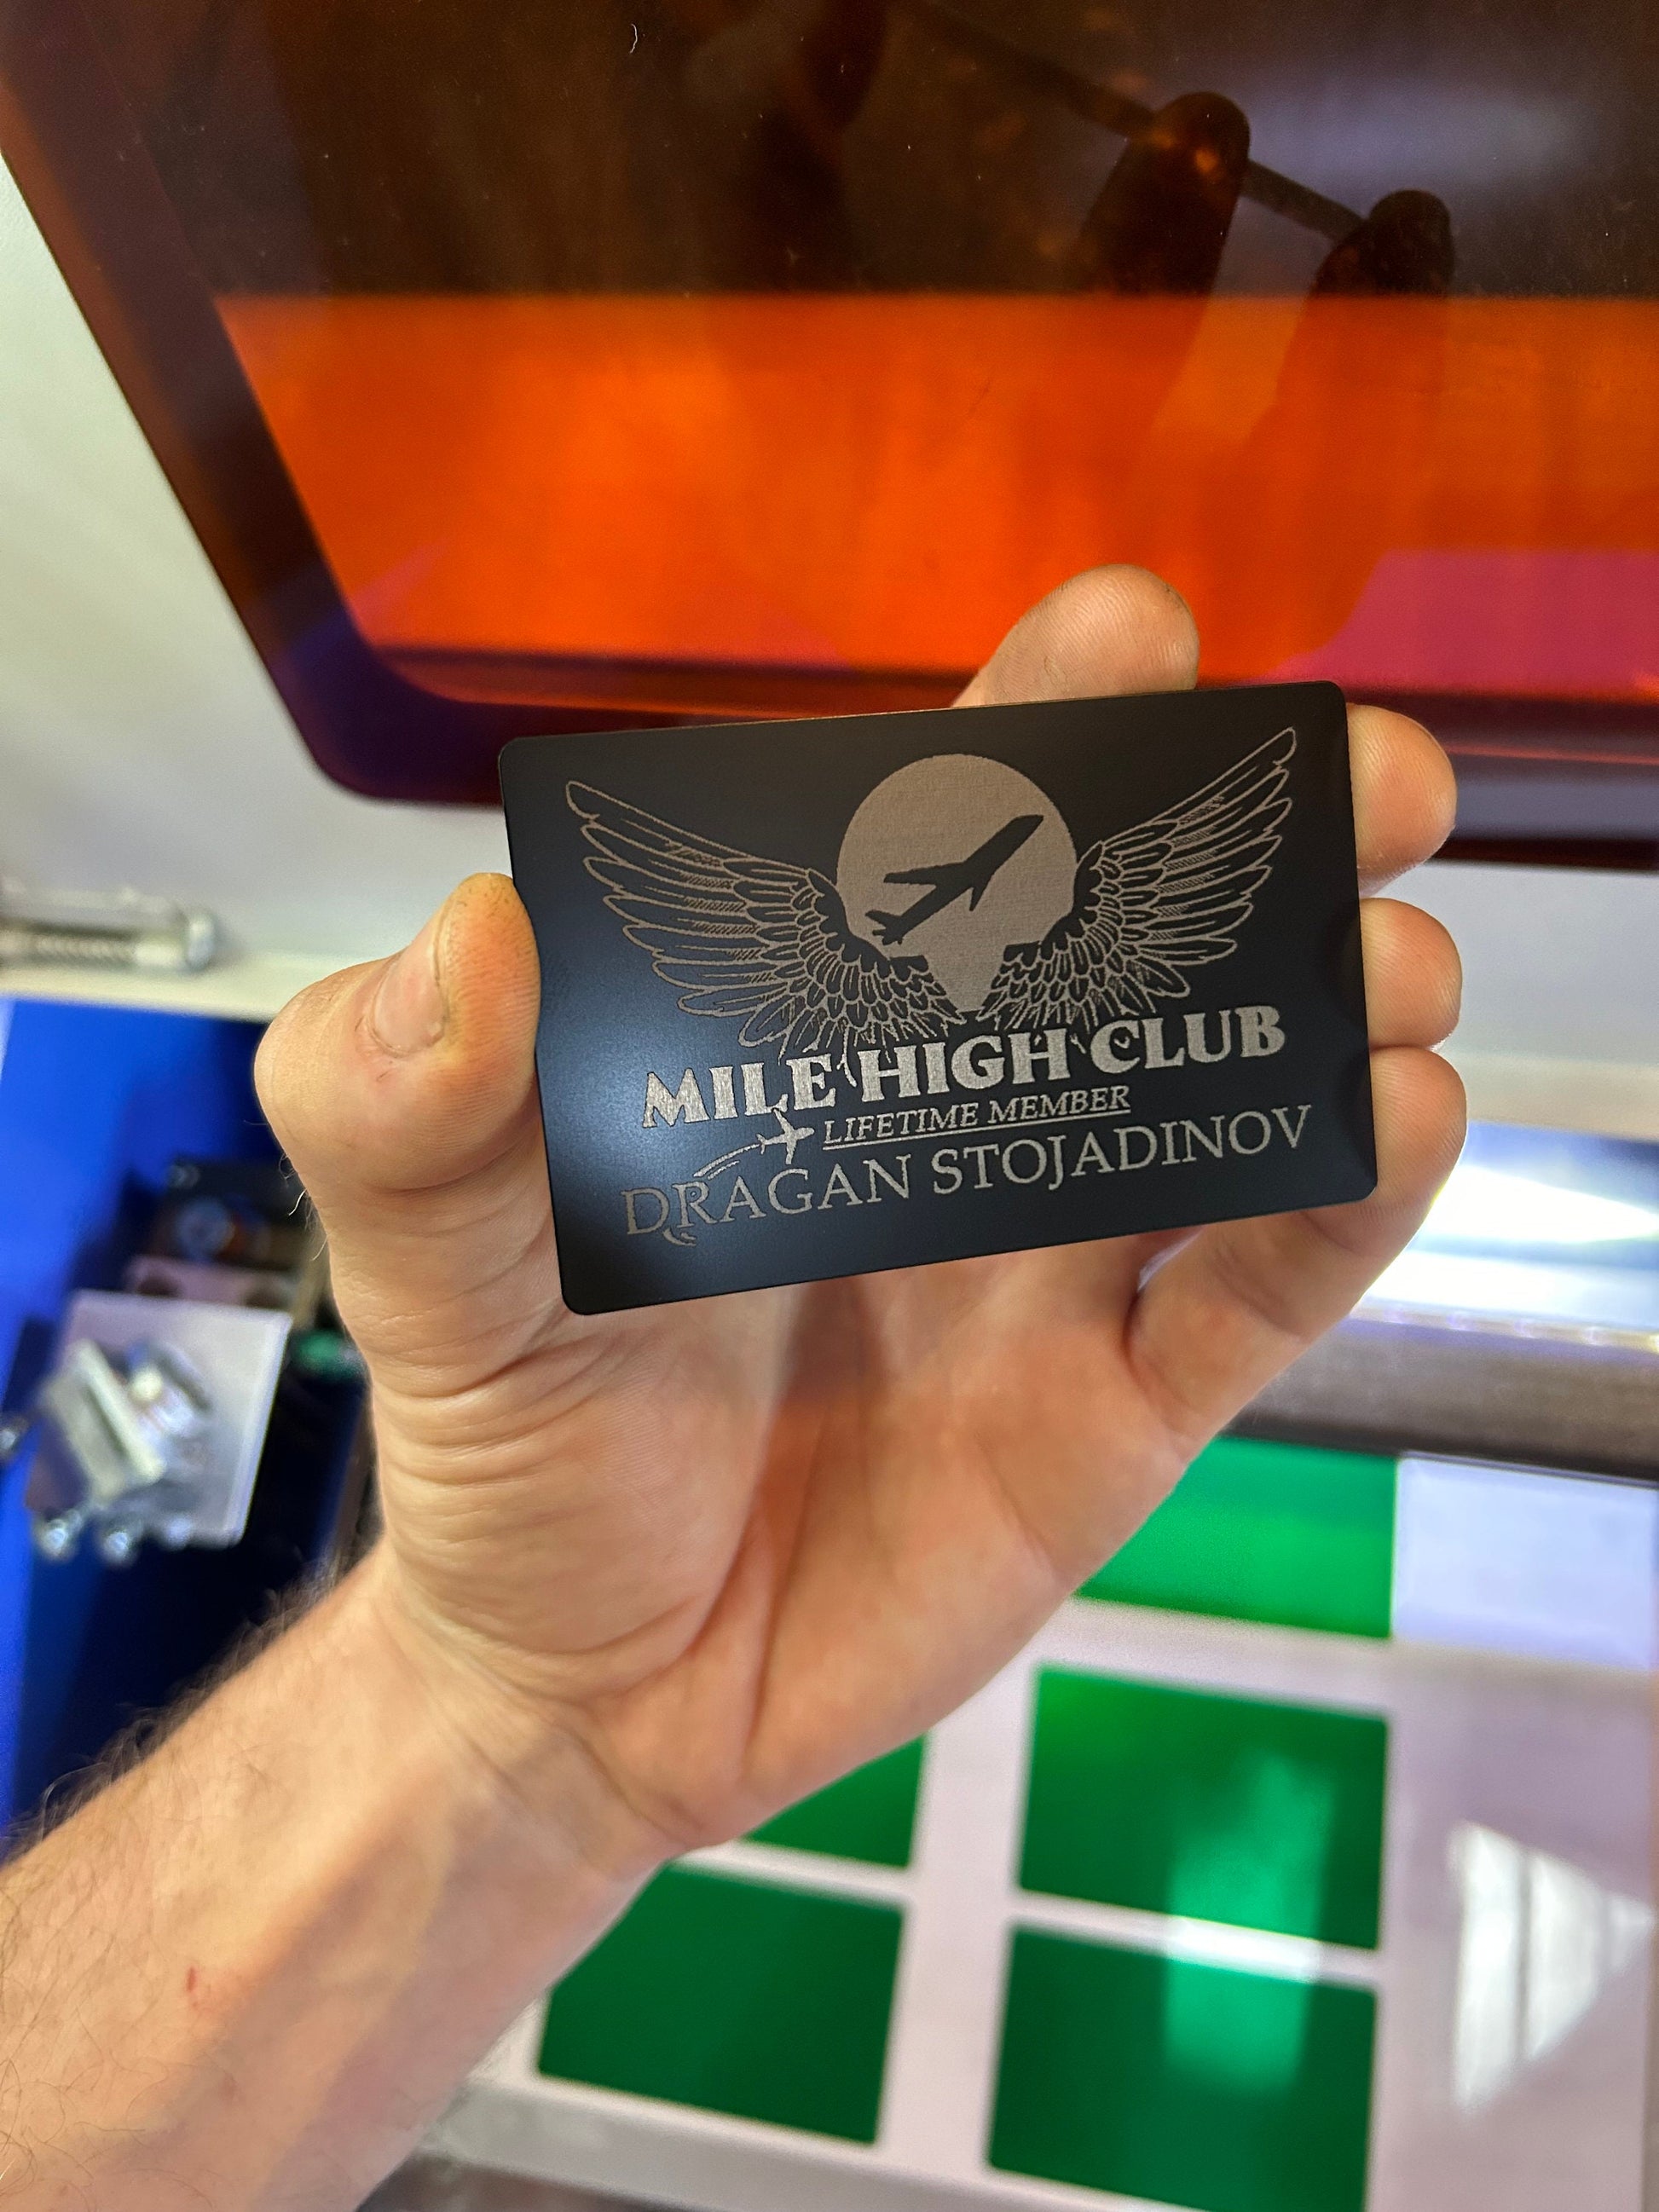 MILE HIGH CLUB
LIFETIME MEMBER
DRAGAN STOJADINOV